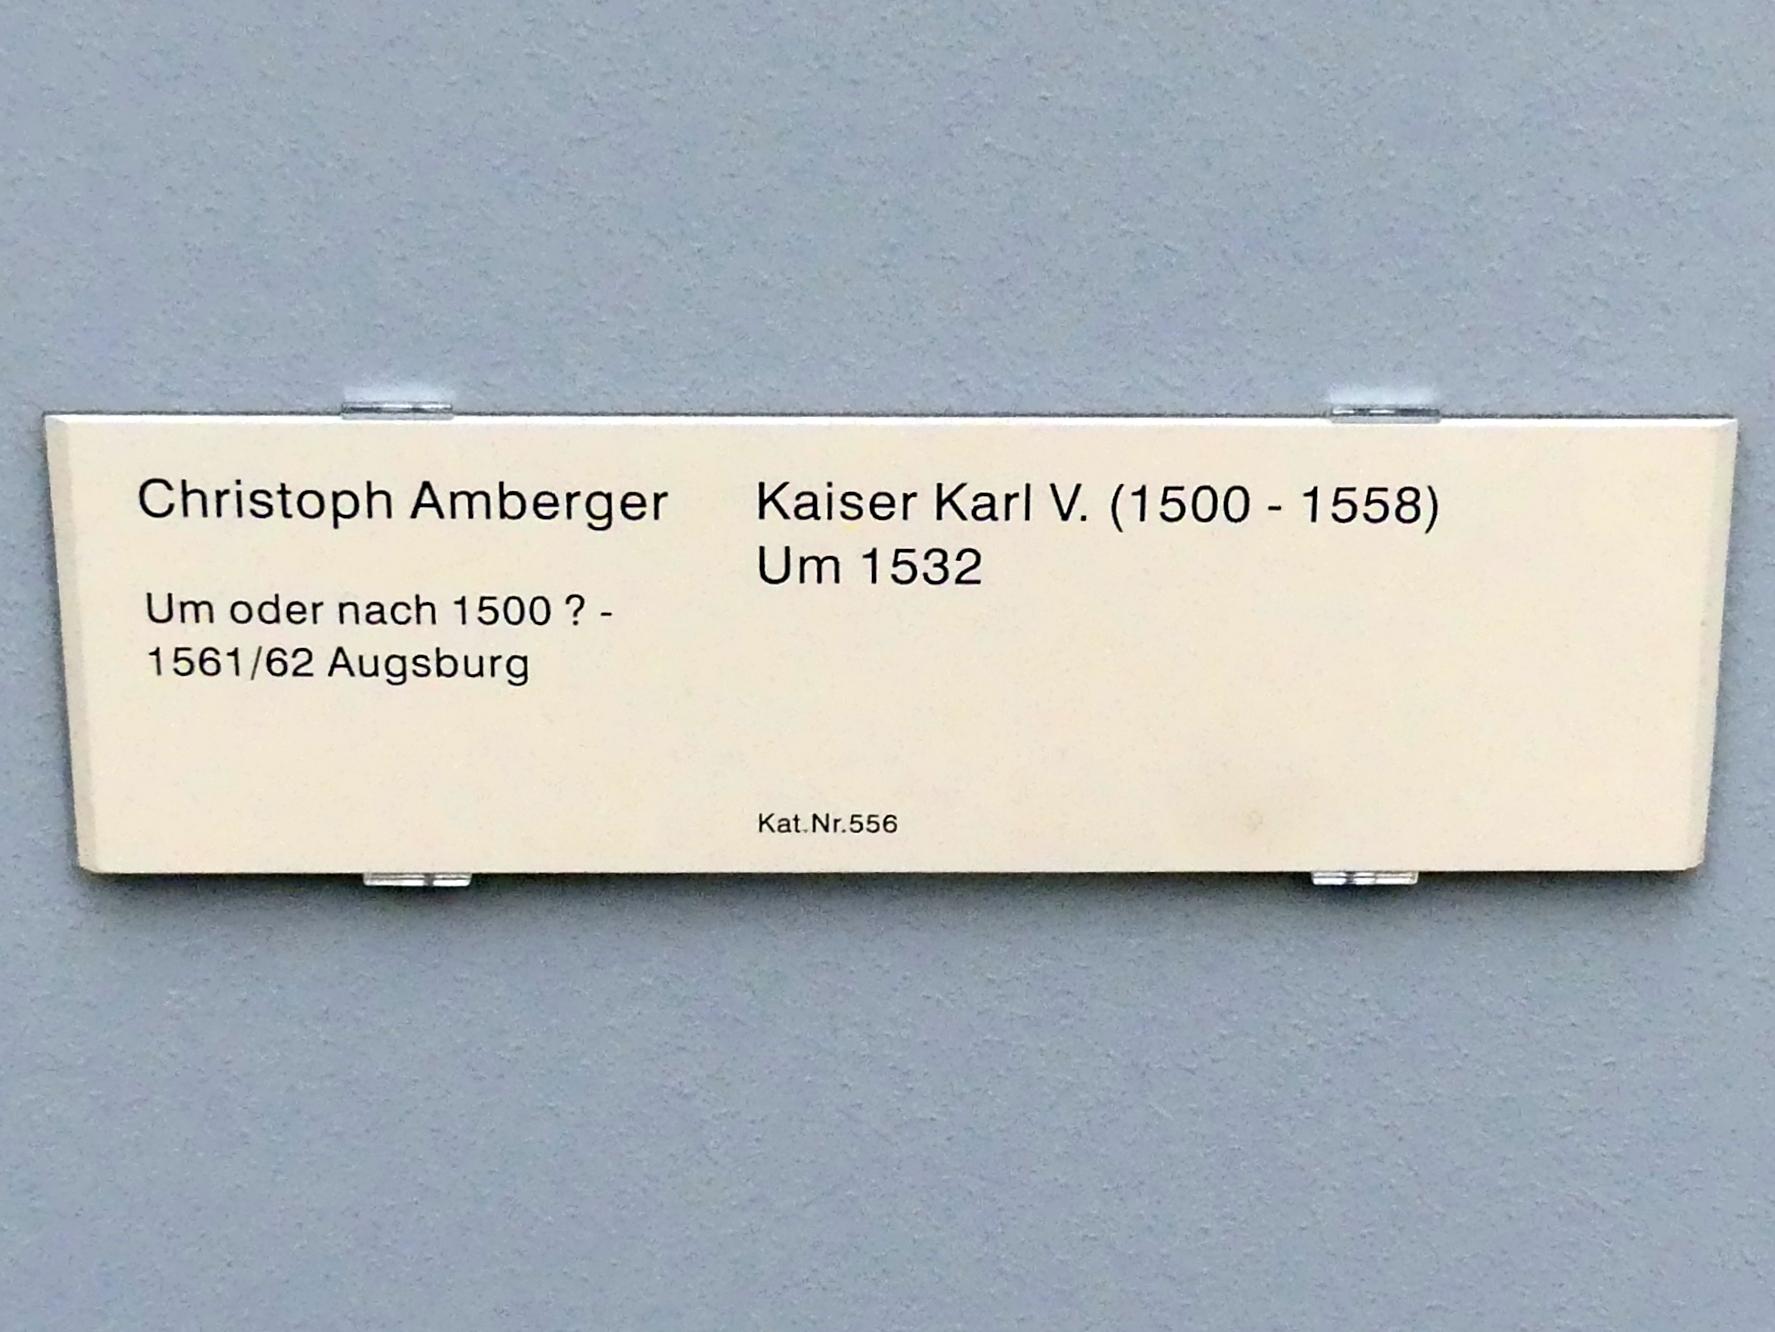 Christoph Amberger
Um oder nach 1500 ? -
1561/62 Augsburg
Kaiser Karl V. (1500 - 1558)
Um 1532
Kat.Nr.556